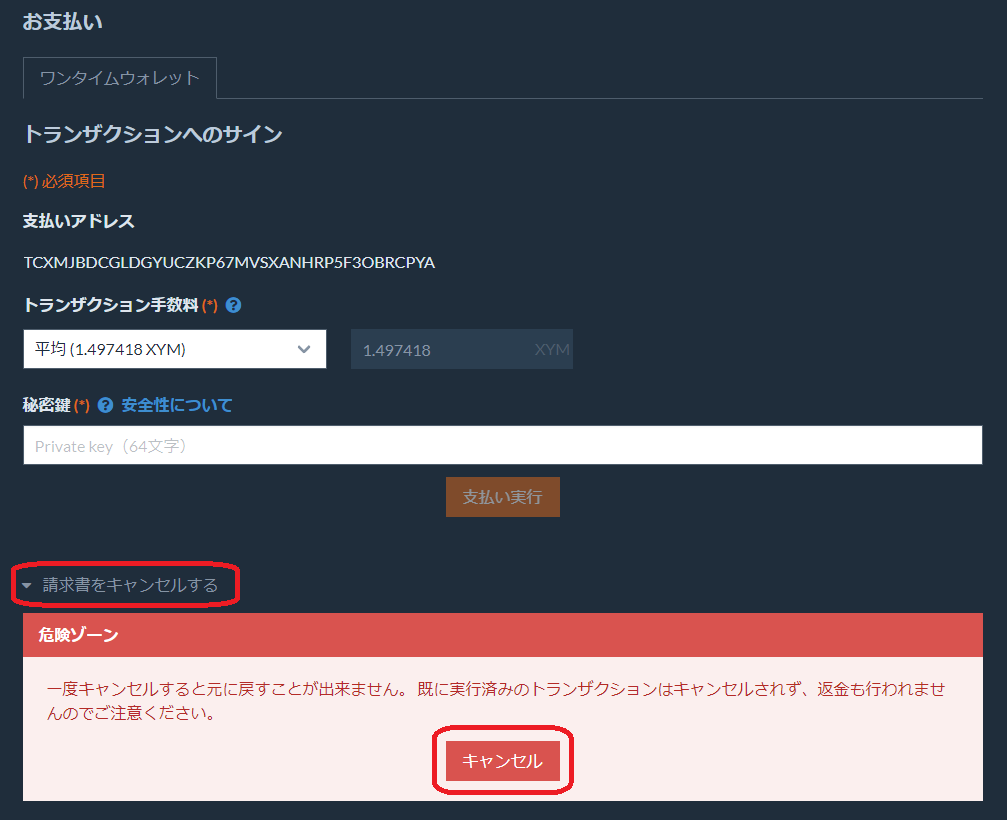 お支払い
ワンタイムウォレット
トランザクションへのサイン
(*) 必須項目
支払いアドレス
TCXMJBDCGLDGYUCZKP67MVSXANHRP5F3OBRCPYA
トランザクション手数料 (*) ?
平均 (1.497418 XYM) 1.497418 XYM
秘密鍵 (*) ? 安全性について
Private key（64文字）
支払い実行
請求書をキャンセルする
危険ゾーン
一度キャンセルすると元に戻すことが出来ません。 既に実行済みのトランザクションはキャンセルされず、返金も行われませ
んのでご注意ください。
キャンセル